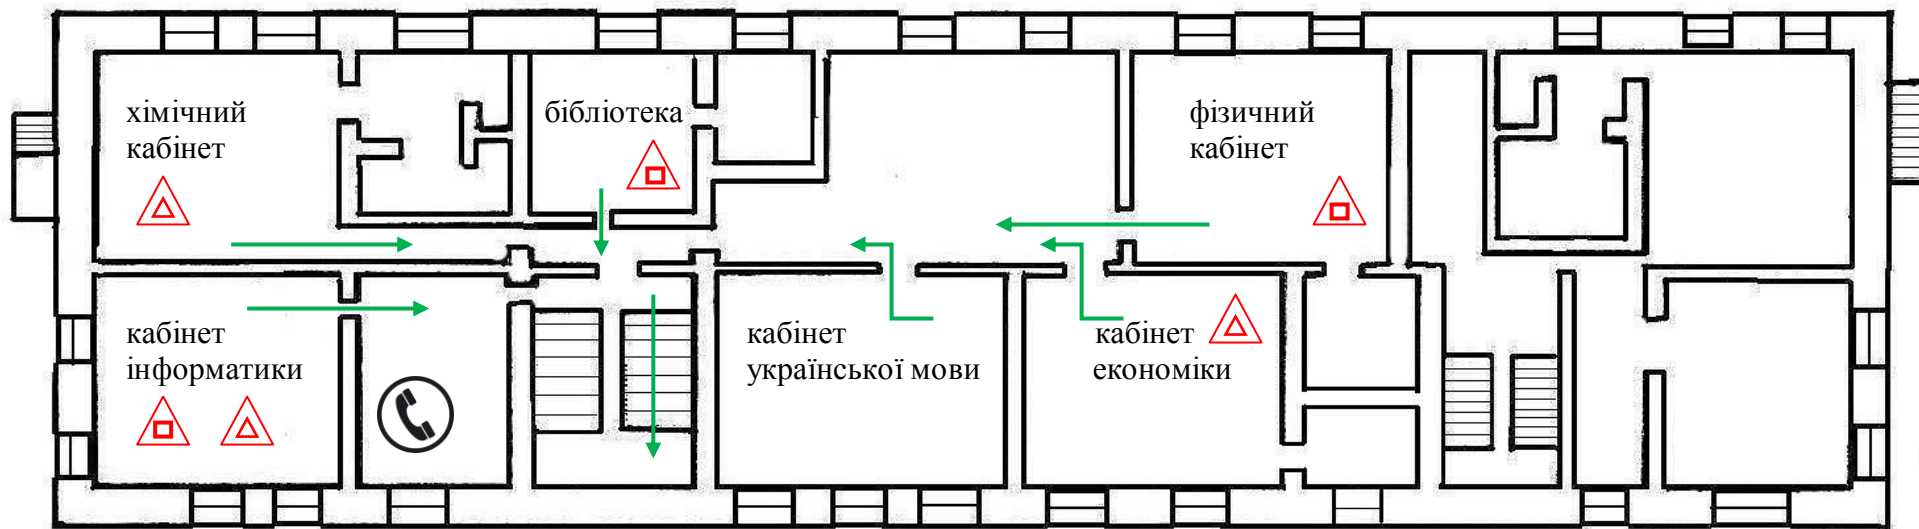 хімічний
кабінет
бібліотека
фізичний
кабінет
кабінет
інформатики
кабінет
української мови
кабінет
економіки